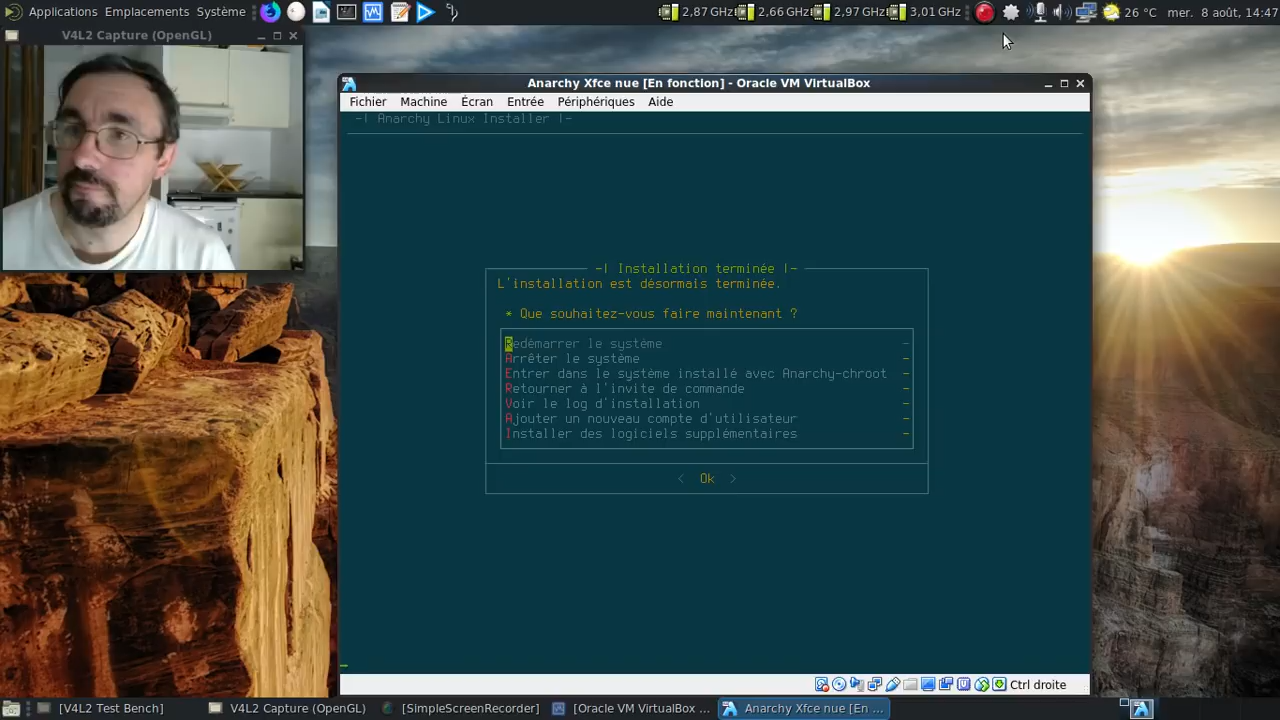 Applications Emplacements Système
2,87 GHz 2,66 GHz 2,97 GHz 3,01 GHz 26 °C mer. 8 août, 14:47
V4L2 Capture (OpenGL)
Anarchy Xfce nue [En fonction] - Oracle VM VirtualBox
Fichier Machine Écran Entrée Périphériques Aide
-| Anarchy Linux Installer |-
-| Installation terminée |-
L'installation est désormais terminée.
* Que souhaitez-vous faire maintenant ?
Redémarrer le système -
Arrêter le système -
Entrer dans le système installé avec Anarchy-chroot -
Retourner à l'invite de commande -
Voir le log d'installation -
Ajouter un nouveau compte d'utilisateur -
Installer des logiciels supplémentaires -
< Ok >
Ctrl droite
[V4L2 Test Bench] V4L2 Capture (OpenGL) [SimpleScreenRecorder] [Oracle VM VirtualBox ... Anarchy Xfce nue [En ...